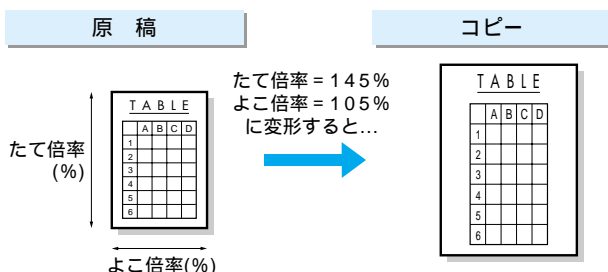 原　稿
コピー
たて倍率
(%)
よこ倍率(%)
TABLE
A B C D
1
2
3
4
5
6
たて倍率=145%
よこ倍率=105%
に変形すると…
TABLE
A B C D
1
2
3
4
5
6